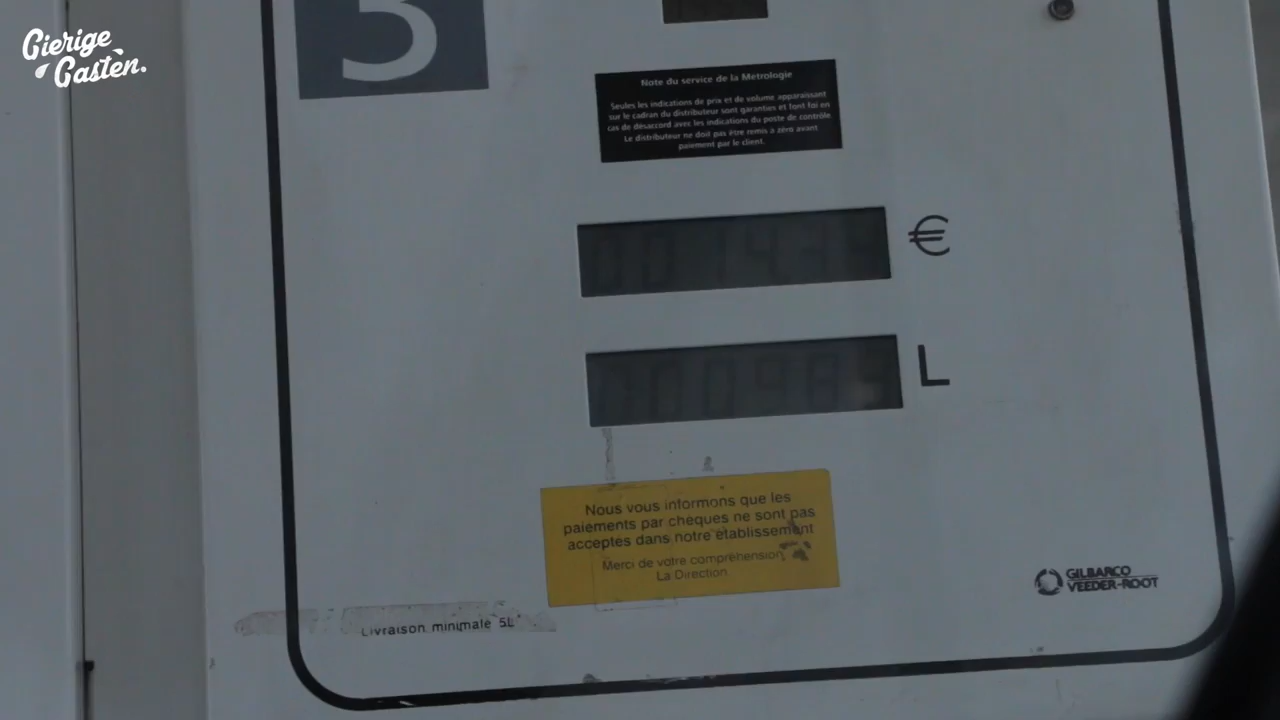 Gierige
Gasten.
5
Note du service de la Metrologie
Seules les indications de prix et de volume apparaissant
sur le cadran du distributeur sont garanties et font foi en
cas de désaccord avec les indications du poste de contrôle
Le distributeur ne doit pas être remis a zéro avant
paiement par le client.
€
L
Nous vous informons que les
paiements par cheques ne sont pas
acceptes dans notre etablissement
Merci de votre compréhension
La Direction
GILBARCO
VEEDER-ROOT
Livraison minimale 5L